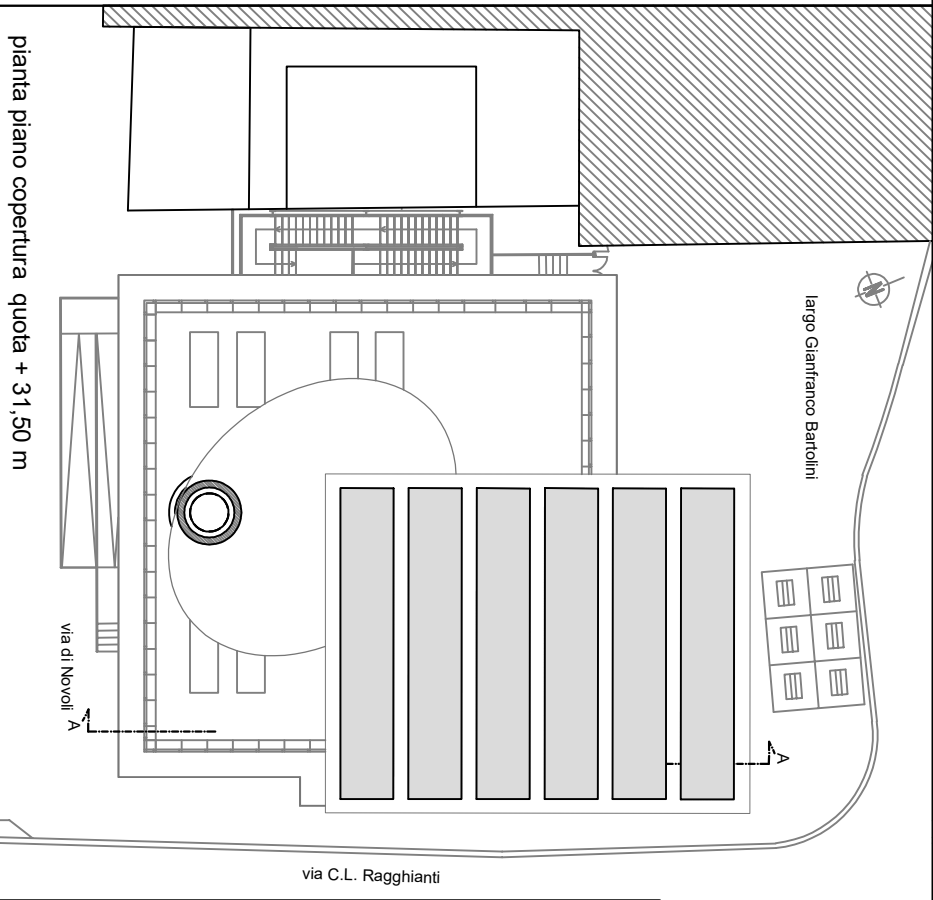 pianta piano copertura quota + 31,50 m
N
largo Gianfranco Bartolini
via di Novoli
A
A
via C.L. Ragghianti